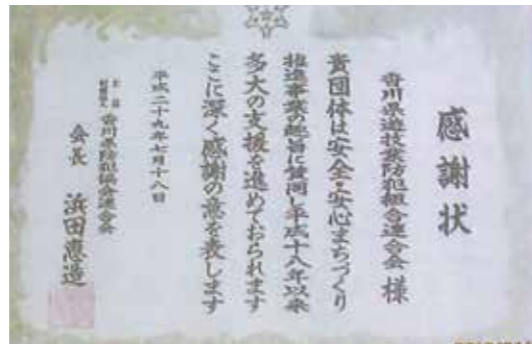 感謝状
香川県遊技業防犯組合連合会 様
貴団体は安全・安心まちづくり
推進事業の趣旨に賛同し平成十八年以来
多大の支援を進めておられます
ここに深く感謝の意を表します
平成二十九年七月十八日
香川県防犯組合連合会
会長 浜田恵造